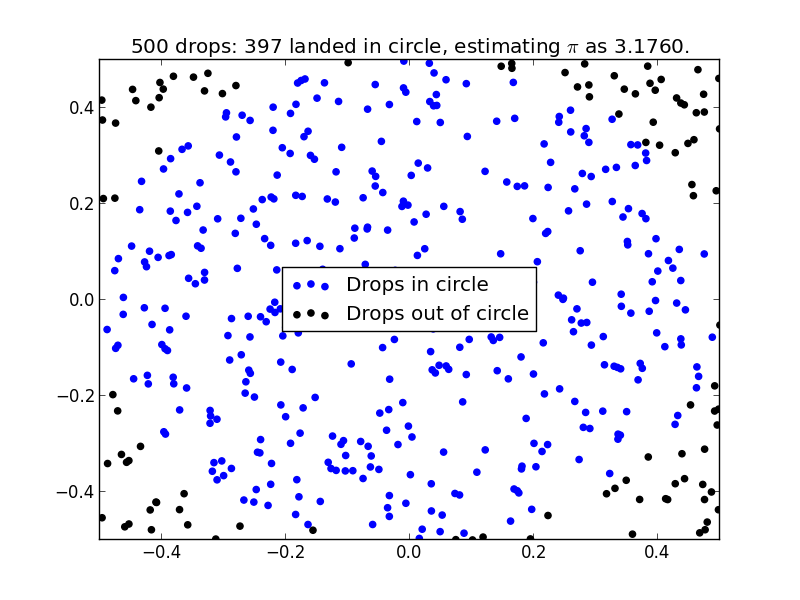 500 drops: 397 landed in circle, estimating π as 3.1760.
0.4
0.2
0.0
−0.2
−0.4
Drops in circle
Drops out of circle
−0.4 −0.2 0.0 0.2 0.4